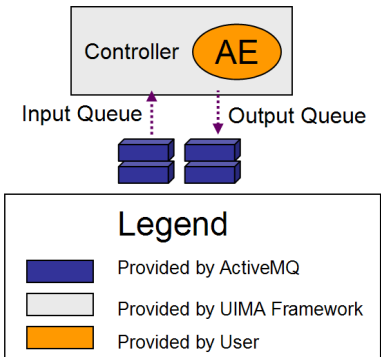 Controller
AE
Input Queue
Output Queue
Legend
Provided by ActiveMQ
Provided by UIMA Framework
Provided by User